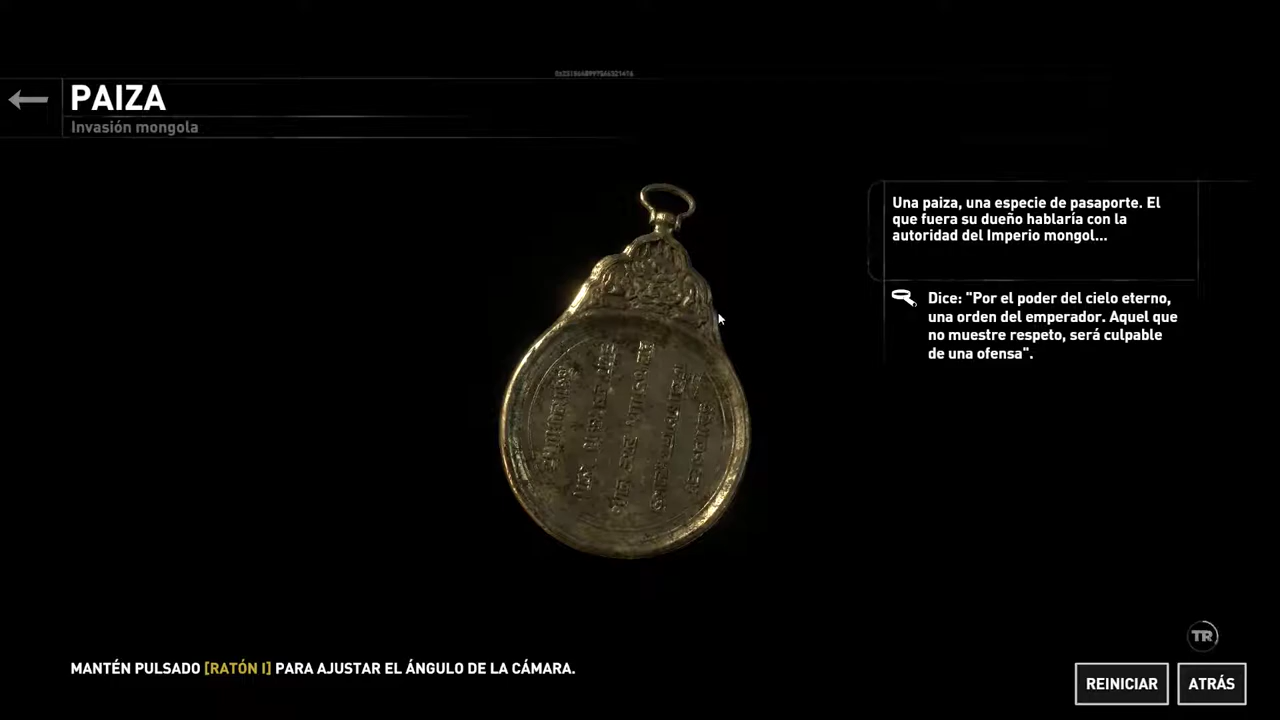 PAIZA
Invasión mongola
Una paiza, una especie de pasaporte. El
que fuera su dueño hablaría con la
autoridad del Imperio mongol...
Dice: "Por el poder del cielo eterno,
una orden del emperador. Aquel que
no muestre respeto, será culpable
de una ofensa".
TR
MANTÉN PULSADO [RATÓN I] PARA AJUSTAR EL ÁNGULO DE LA CÁMARA.
REINICIAR
ATRÁS